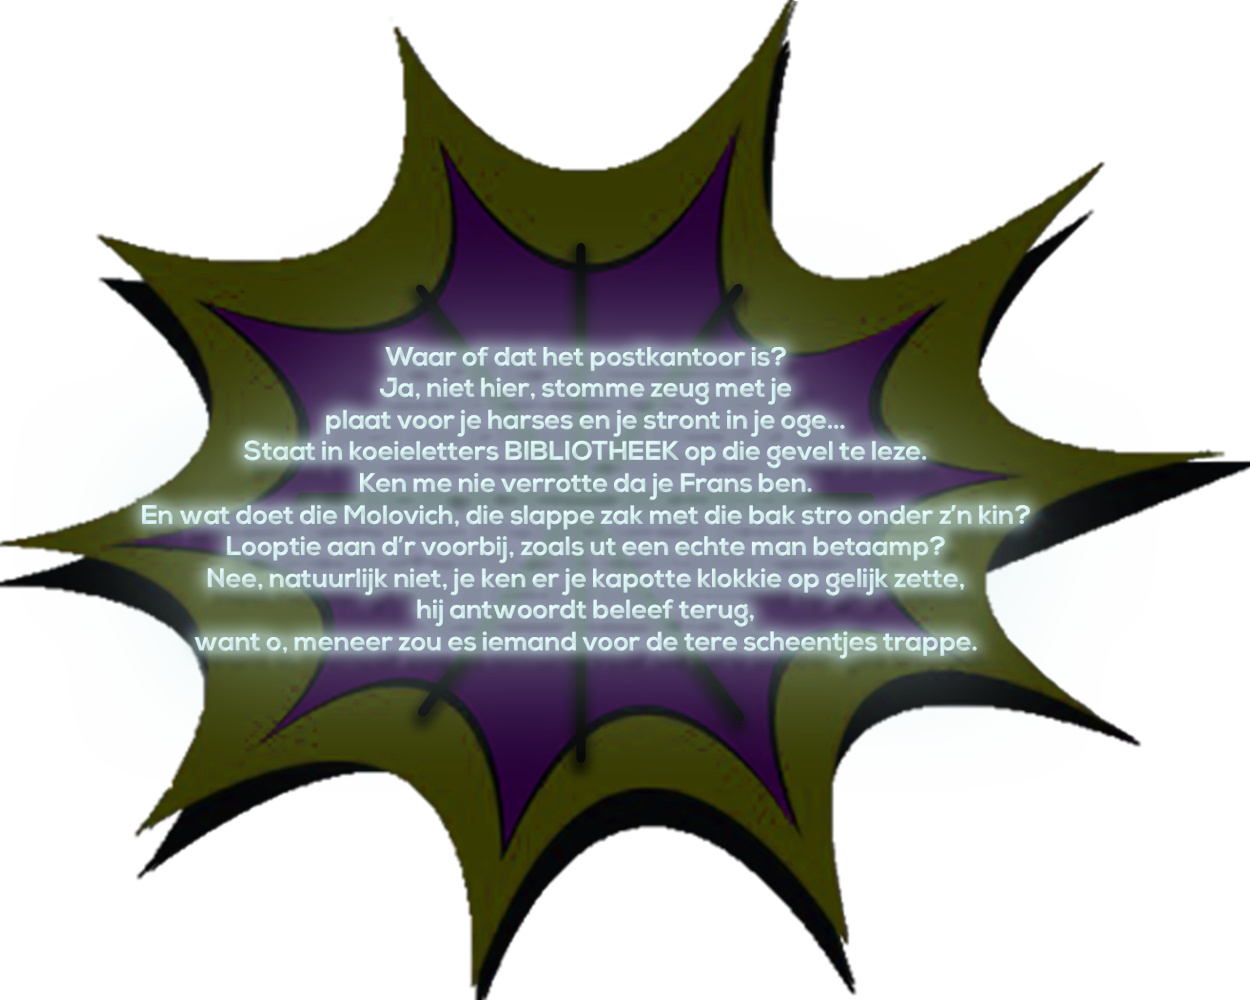 Waar of dat het postkantoor is?
Ja, niet hier, stomme zeug met je
plaat voor je harses en je stront in je oge...
Staat in koeieletters BIBLIOTHEEK op die gevel te leze.
Ken me nie verrotte da je Frans ben.
En wat doet die Molovich, die slappe zak met die bak stro onder z'n kin?
Looptie aan d'r voorbij, zoals ut een echte man betaamp?
Nee, natuurlijk niet, je ken er je kapotte klokkie op gelijk zette,
hij antwoordt beleef terug,
want o, meneer zou es iemand voor de tere scheentjes trappe.